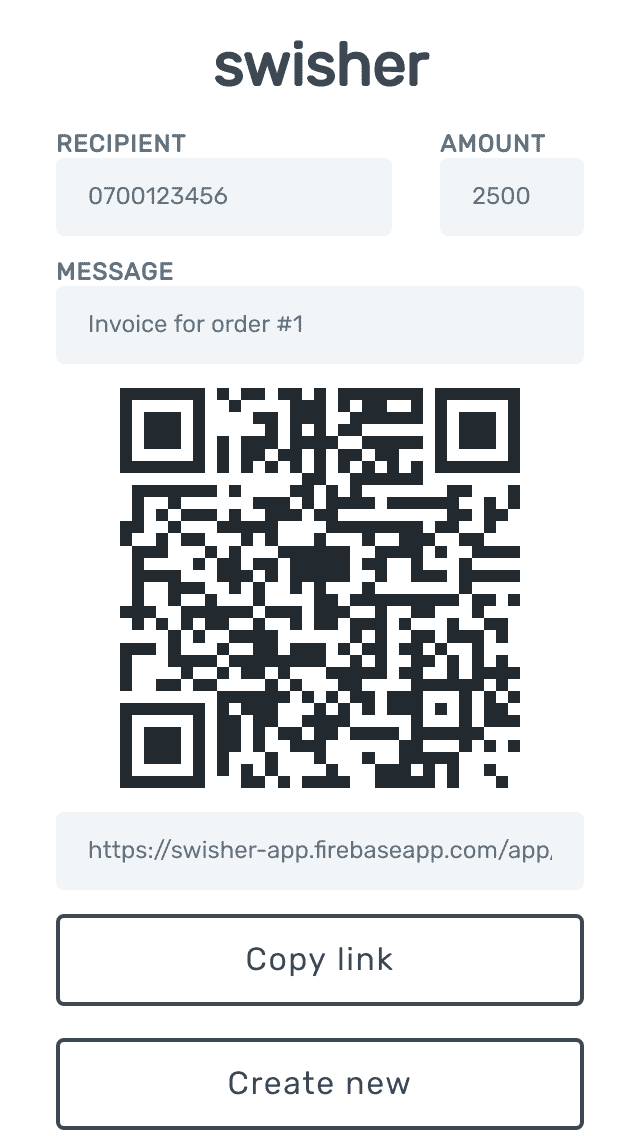 swisher
RECIPIENT AMOUNT
0700123456 2500
MESSAGE
Invoice for order #1
https://swisher-app.firebaseapp.com/app/
Copy link
Create new